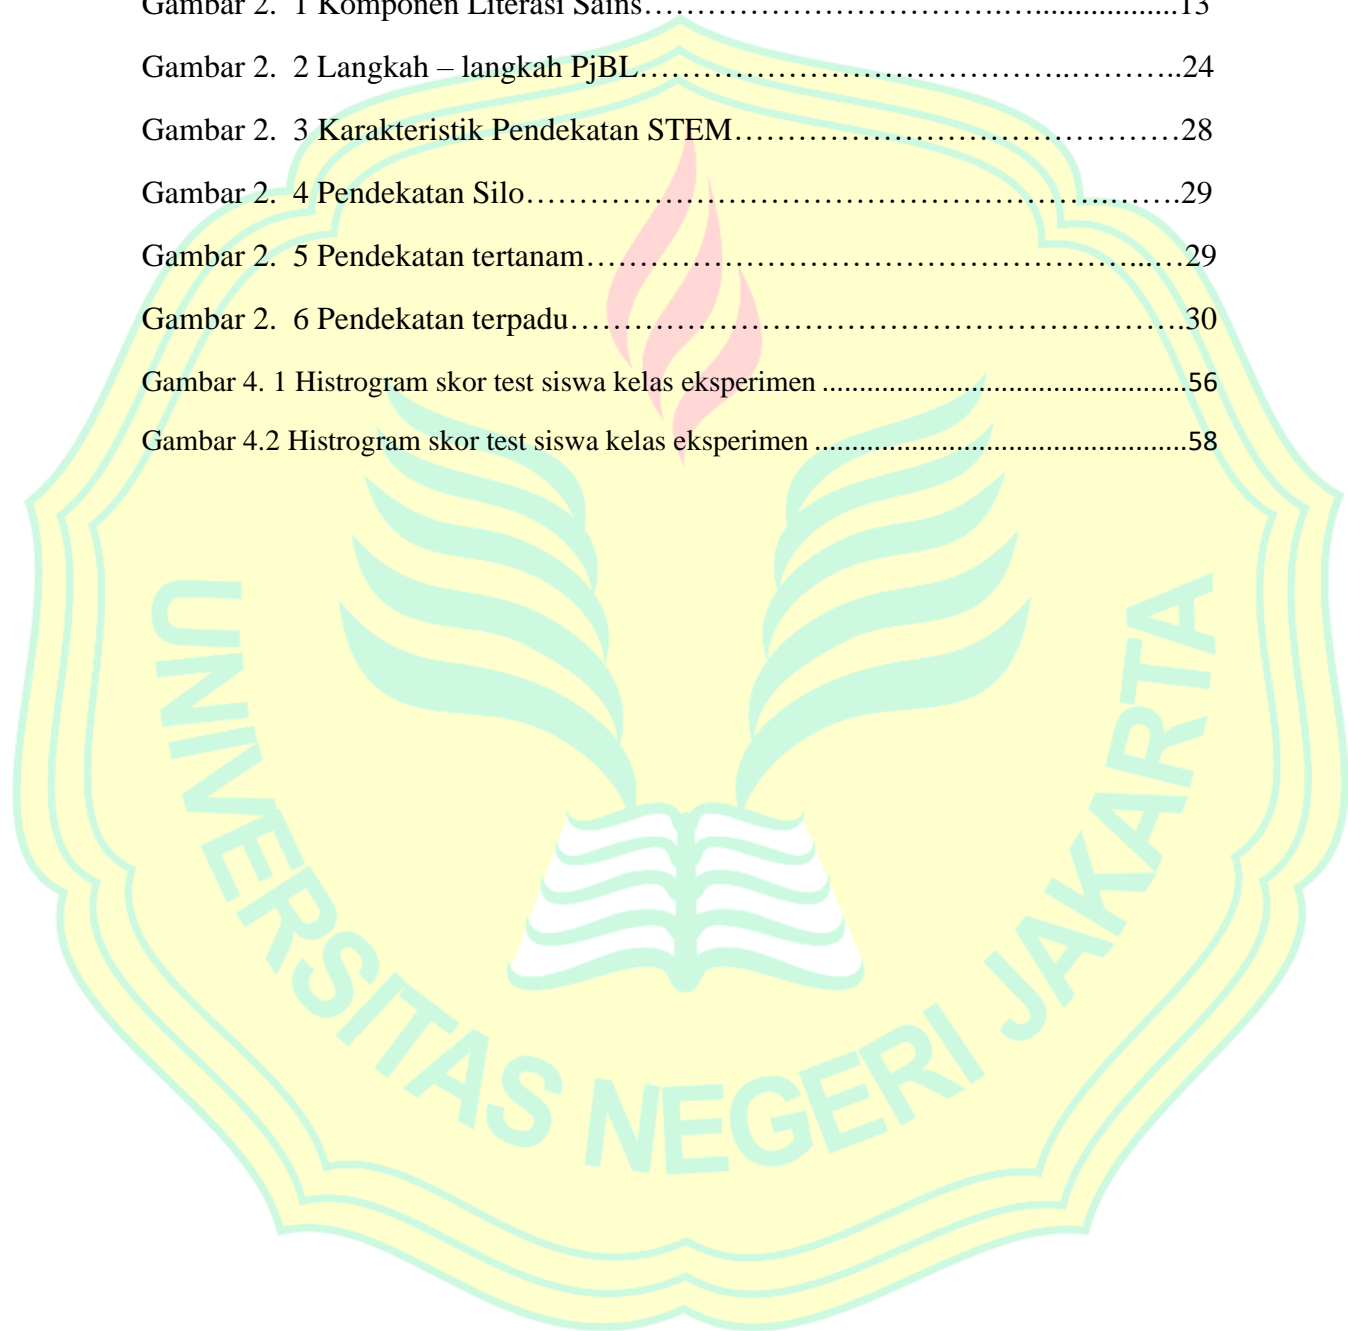 Gambar 2.  1 Komponen Literasi Sains…………………………….…...................13
Gambar 2.  2 Langkah – langkah PjBL…………………………………..………..24
Gambar 2.  3 Karakteristik Pendekatan STEM………………………………………28
Gambar 2.  4 Pendekatan Silo……………………………………………….…….29
Gambar 2.  5 Pendekatan tertanam……………………………………………...…29
Gambar 2.  6 Pendekatan terpadu………………………………………………….30
Gambar 4. 1 Histrogram skor test siswa kelas eksperimen .................................................56
Gambar 4.2 Histrogram skor test siswa kelas eksperimen ..................................................58
UNIVERSITAS NEGERI JAKARTA